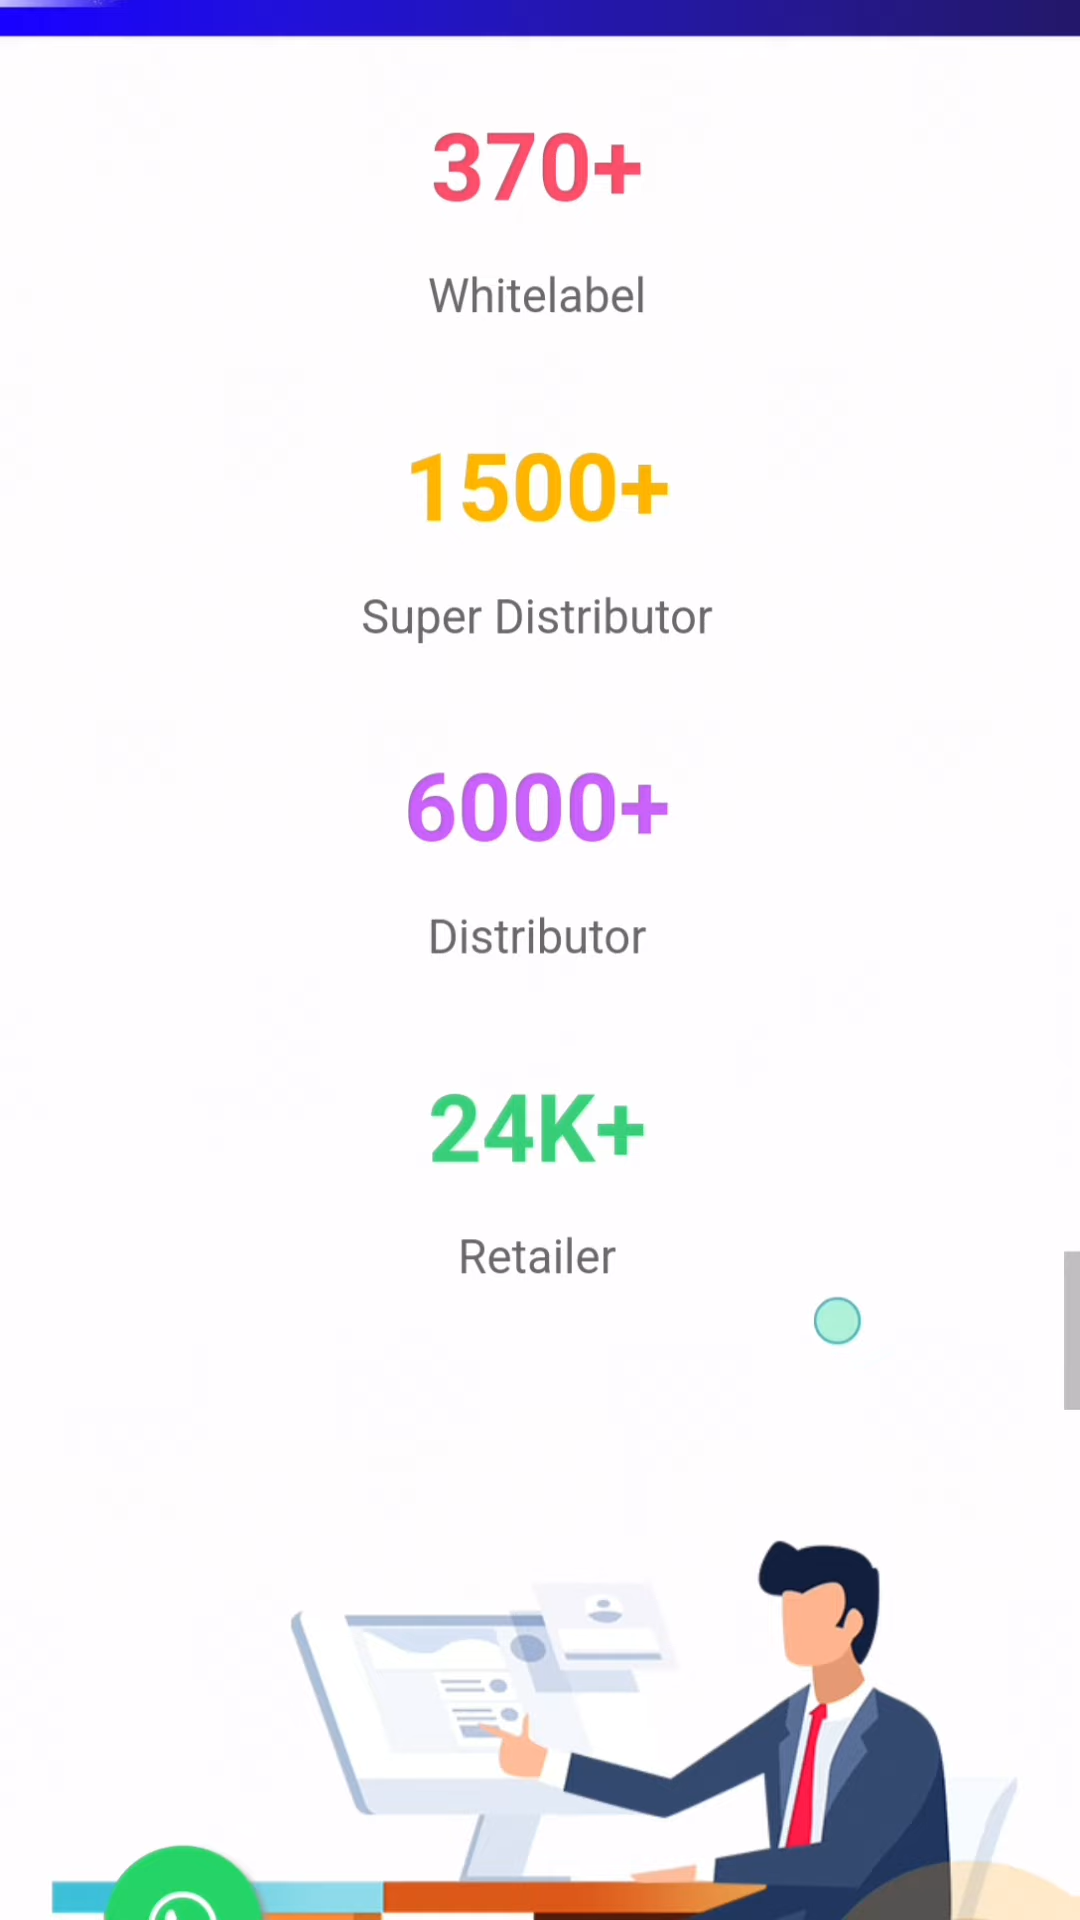 370+
Whitelabel
1500+
Super Distributor
6000+
Distributor
24K+
Retailer